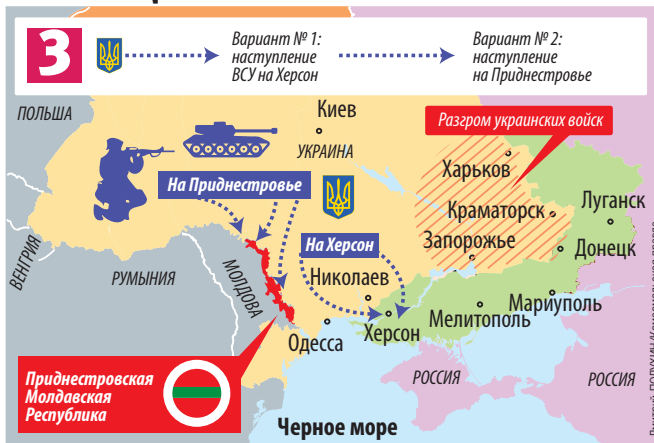 3
Вариант № 1:
наступление
ВСУ на Херсон
Вариант № 2:
наступление
на Приднестровье
ПОЛЬША
Киев
УКРАИНА
Разгром украинских войск
Харьков
На Приднестровье
Краматорск
Луганск
На Херсон
Запорожье
Донецк
ВЕНГРИЯ
РУМЫНИЯ
МОЛДОВА
Николаев
Мариуполь
Херсон
Мелитополь
Одесса
Приднестровская
Молдавская
Республика
РОССИЯ
РОССИЯ
Черное море